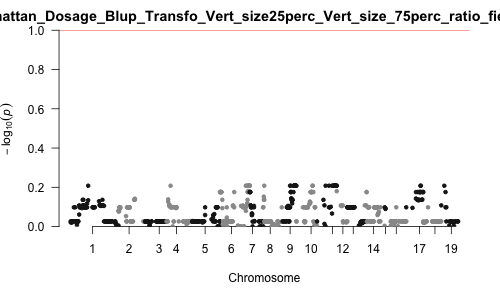 nattan_Dosage_Blup_Transfo_Vert_size25perc_Vert_size_75perc_ratio_fie
1.0
0.8
0.6
0.4
0.2
0.0
− log10(p)
1 2 3 4 5 6 7 8 9 10 12 14 17 19
Chromosome